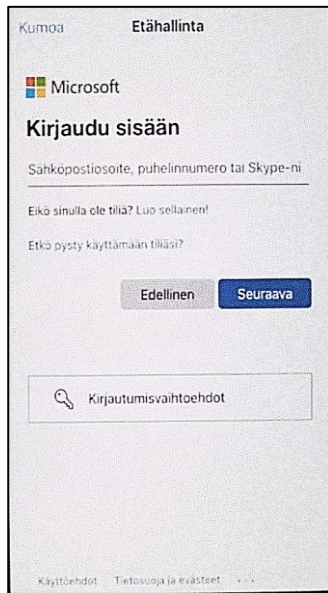 Kumoa Etähallinta
Microsoft
Kirjaudu sisään
Sähköpostiosoite, puhelinnumero tai Skype-ni
Eikö sinulla ole tiliä? Luo sellainen!
Etkö pysty käyttämään tiliäsi?
Edellinen Seuraava
Kirjautumisvaihtoehdot
Käyttöehdot Tietosuoja ja evästeet ...